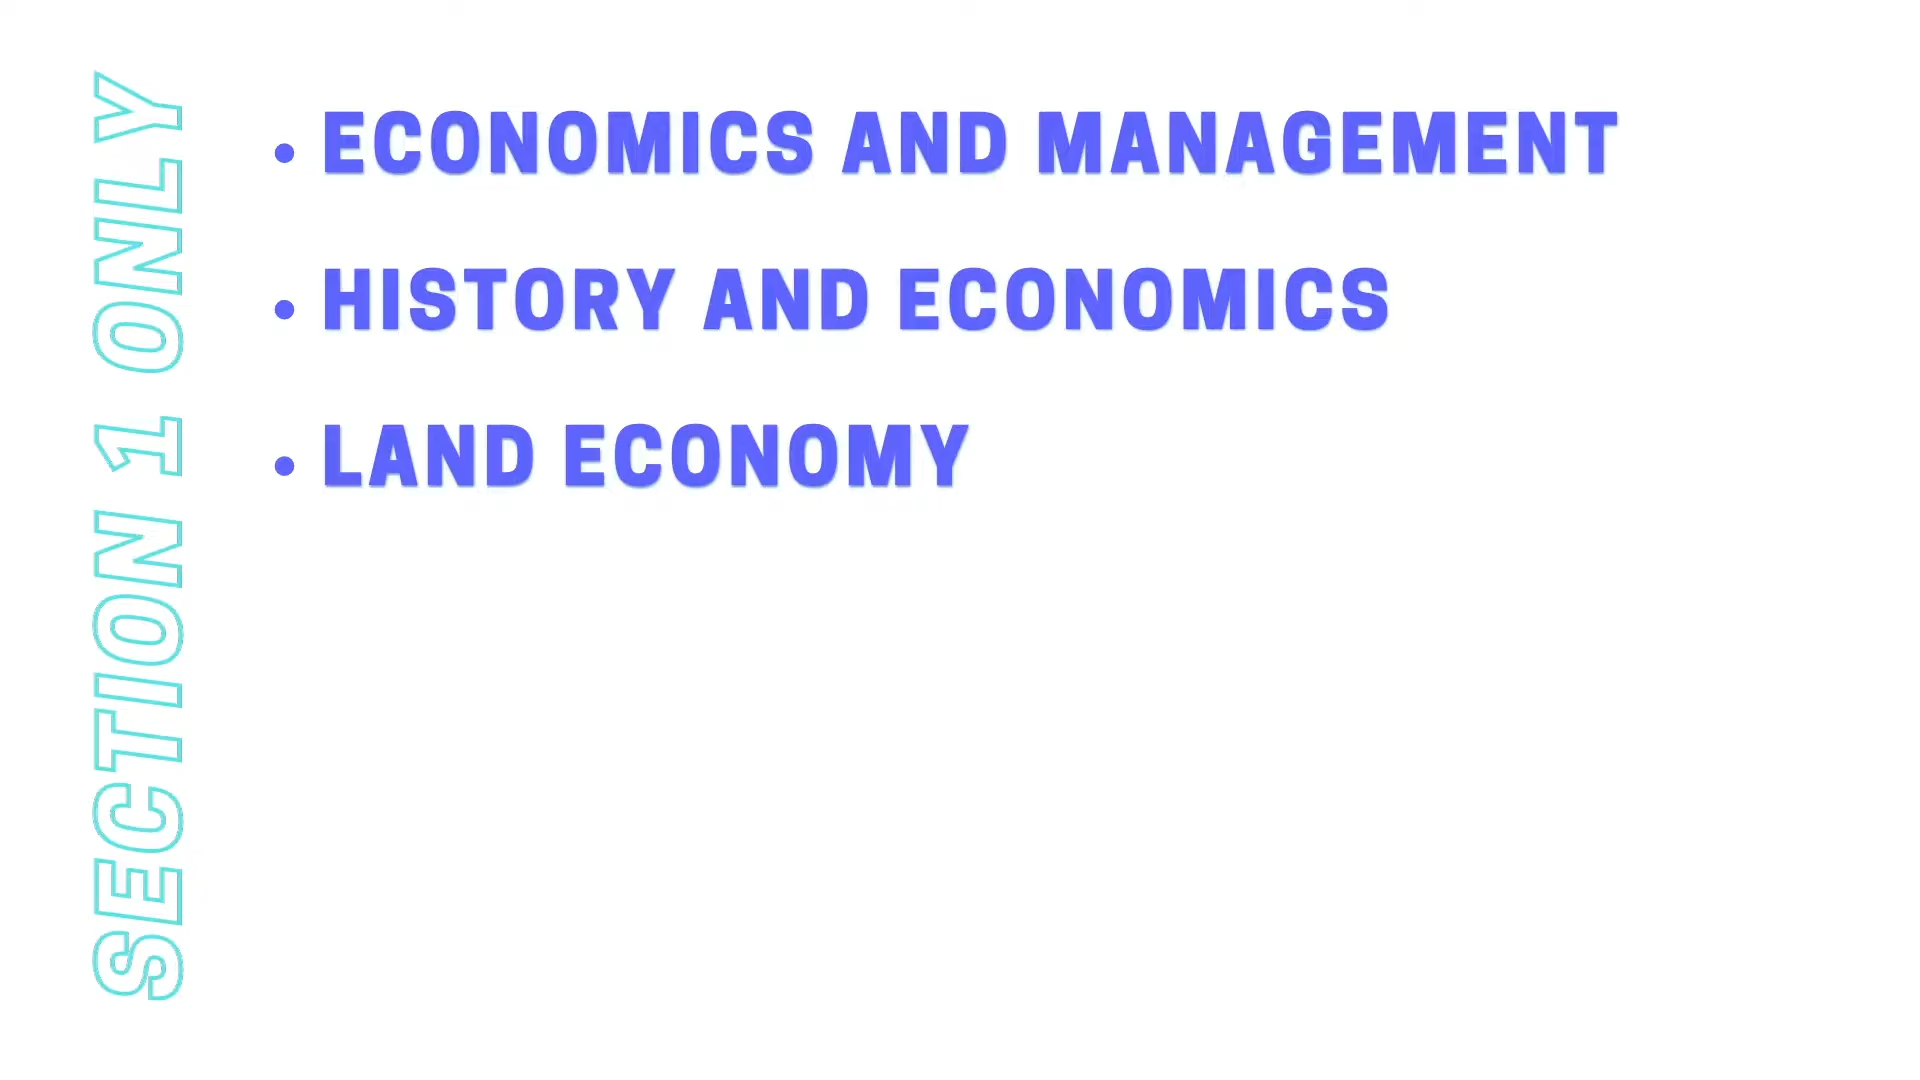 SECTION 1 ONLY
• ECONOMICS AND MANAGEMENT
• HISTORY AND ECONOMICS
• LAND ECONOMY